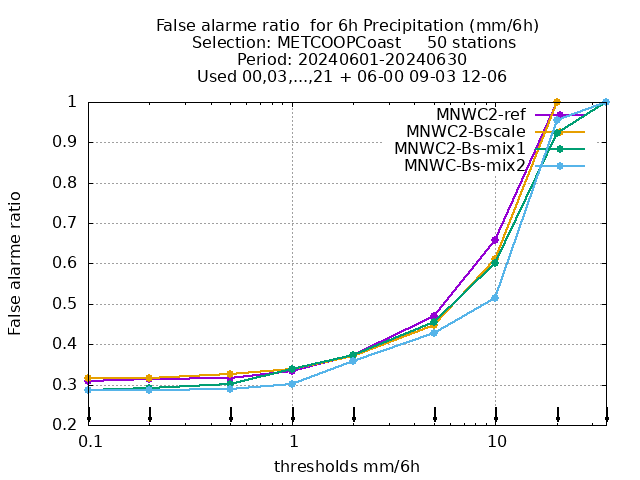 False alarme ratio  for 6h Precipitation (mm/6h)
Selection: METCOOPCoast     50 stations
Period: 20240601-20240630
Used 00,03,...,21 + 06-00 09-03 12-06
MNWC2-ref
MNWC2-Bscale
MNWC2-Bs-mix1
MNWC-Bs-mix2
False alarme ratio
1
0.9
0.8
0.7
0.6
0.5
0.4
0.3
0.2
0.1 1 10
thresholds mm/6h